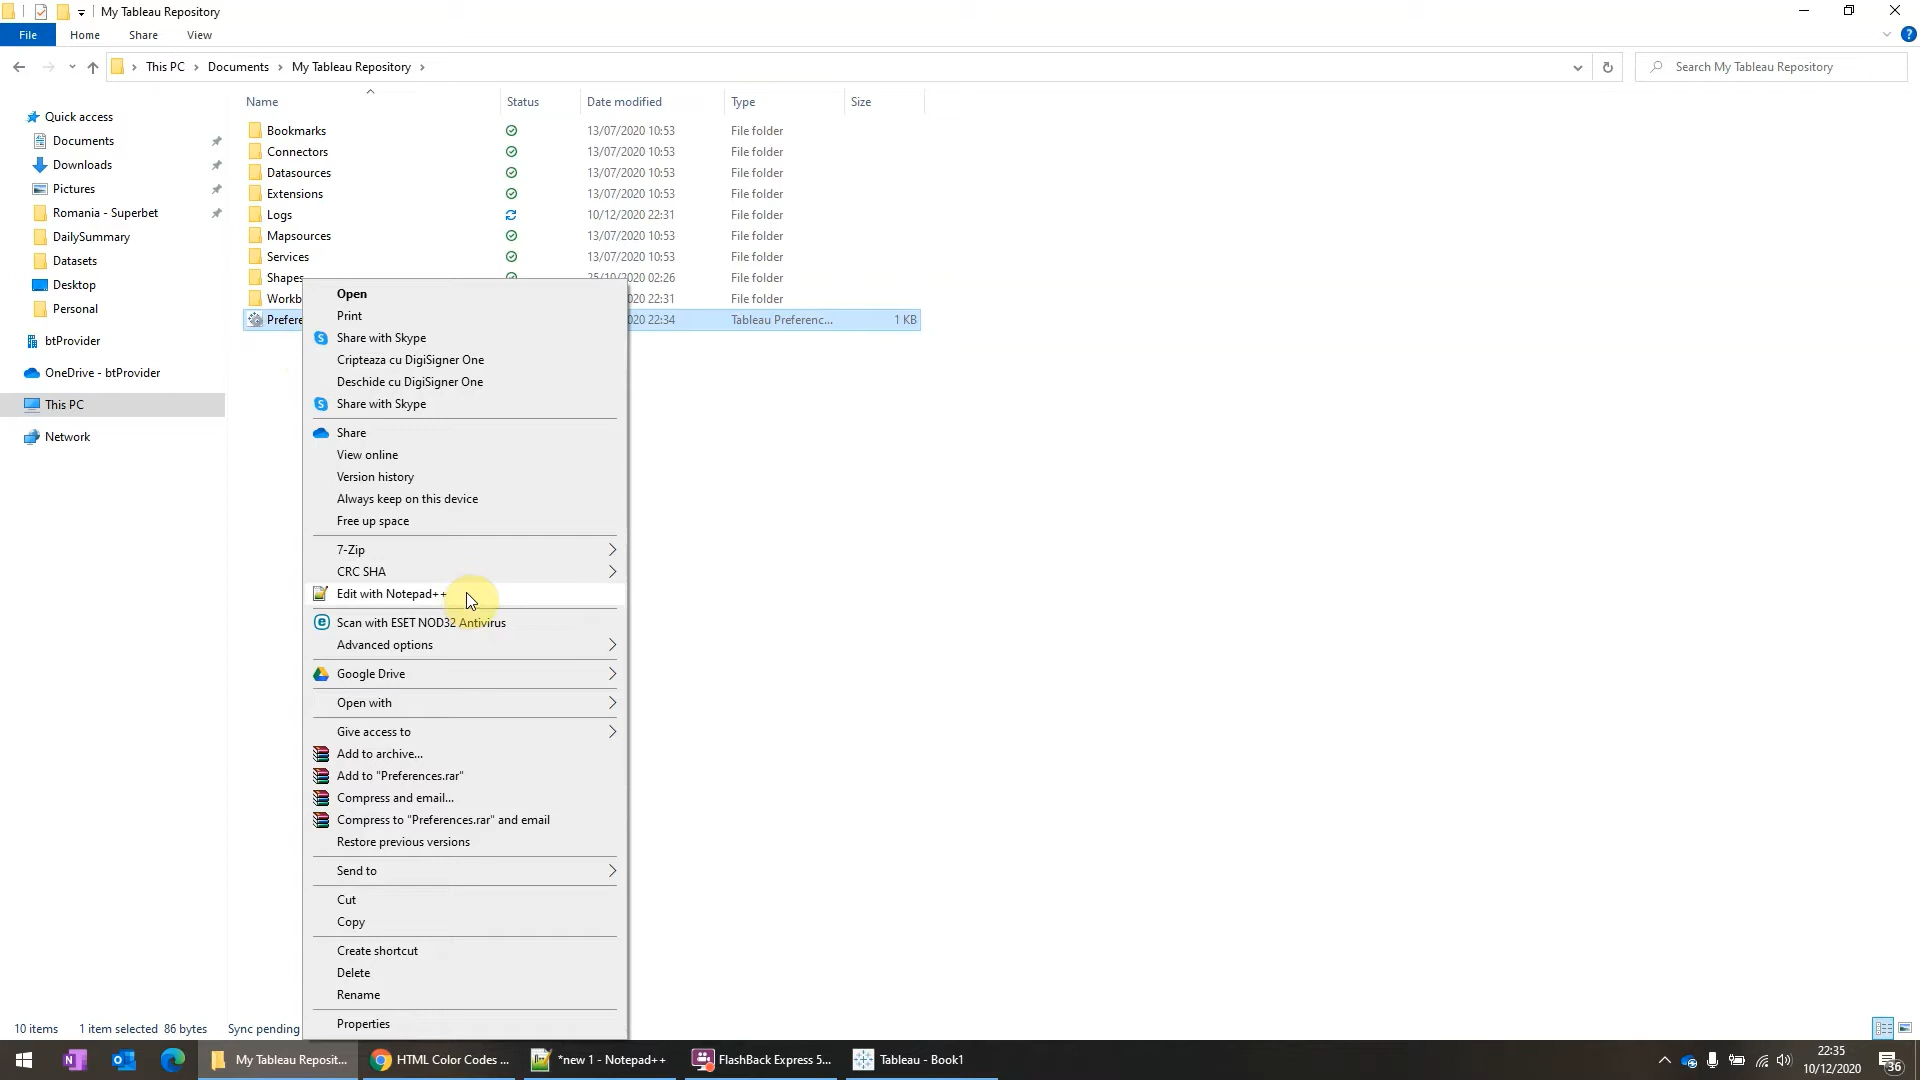 My Tableau Repository
File Home Share View
This PC Documents My Tableau Repository
Search My Tableau Repository
Name Status Date modified Type Size
Quick access
Documents
Downloads
Pictures
Romania - Superbet
DailySummary
Datasets
Desktop
Personal
btProvider
OneDrive - btProvider
This PC
Network
Bookmarks 13/07/2020 10:53 File folder
Connectors 13/07/2020 10:53 File folder
Datasources 13/07/2020 10:53 File folder
Extensions 13/07/2020 10:53 File folder
Logs 10/12/2020 22:31 File folder
Mapsources 13/07/2020 10:53 File folder
Services 13/07/2020 10:53 File folder
Shapes 25/10/2020 02:26 File folder
Workb 020 22:31 File folder
Prefere 020 22:34 Tableau Preferenc... 1 KB
Open
Print
Share with Skype
Cripteaza cu DigiSigner One
Deschide cu DigiSigner One
Share with Skype
Share
View online
Version history
Always keep on this device
Free up space
7-Zip
CRC SHA
Edit with Notepad++
Scan with ESET NOD32 Antivirus
Advanced options
Google Drive
Open with
Give access to
Add to archive...
Add to "Preferences.rar"
Compress and email...
Compress to "Preferences.rar" and email
Restore previous versions
Send to
Cut
Copy
Create shortcut
Delete
Rename
Properties
10 items 1 item selected 86 bytes Sync pending
My Tableau Reposit... HTML Color Codes ... *new 1 - Notepad++ FlashBack Express 5... Tableau - Book1
22:35
10/12/2020
36